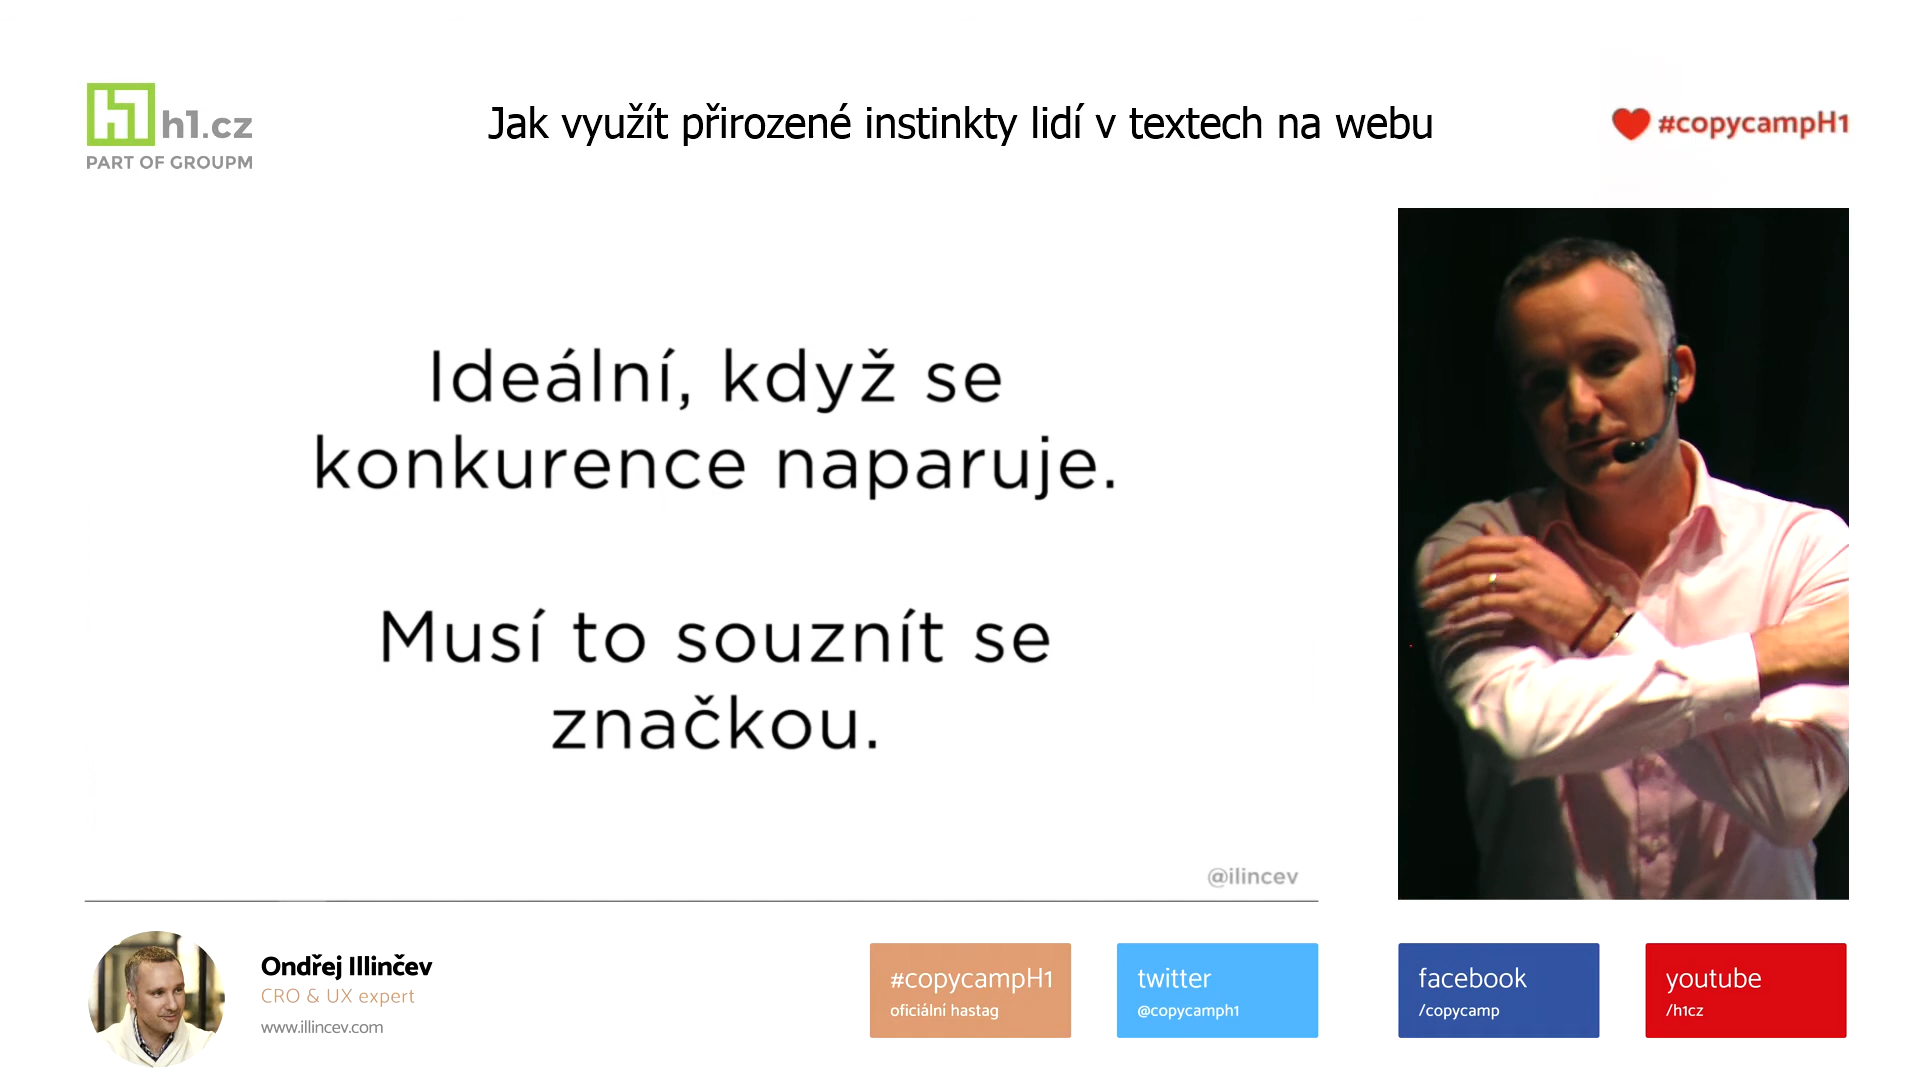 h1.cz
PART OF GROUPM
Jak využít přirozené instinkty lidí v textech na webu
#copycampH1
Ideální, když se
konkurence naparuje.
Musí to souznít se
značkou.
@ilincev
Ondřej Illinčev
CRO & UX expert
www.illincev.com
#copycampH1
oficiální hastag
twitter
@copycamph1
facebook
/copycamp
youtube
/h1cz